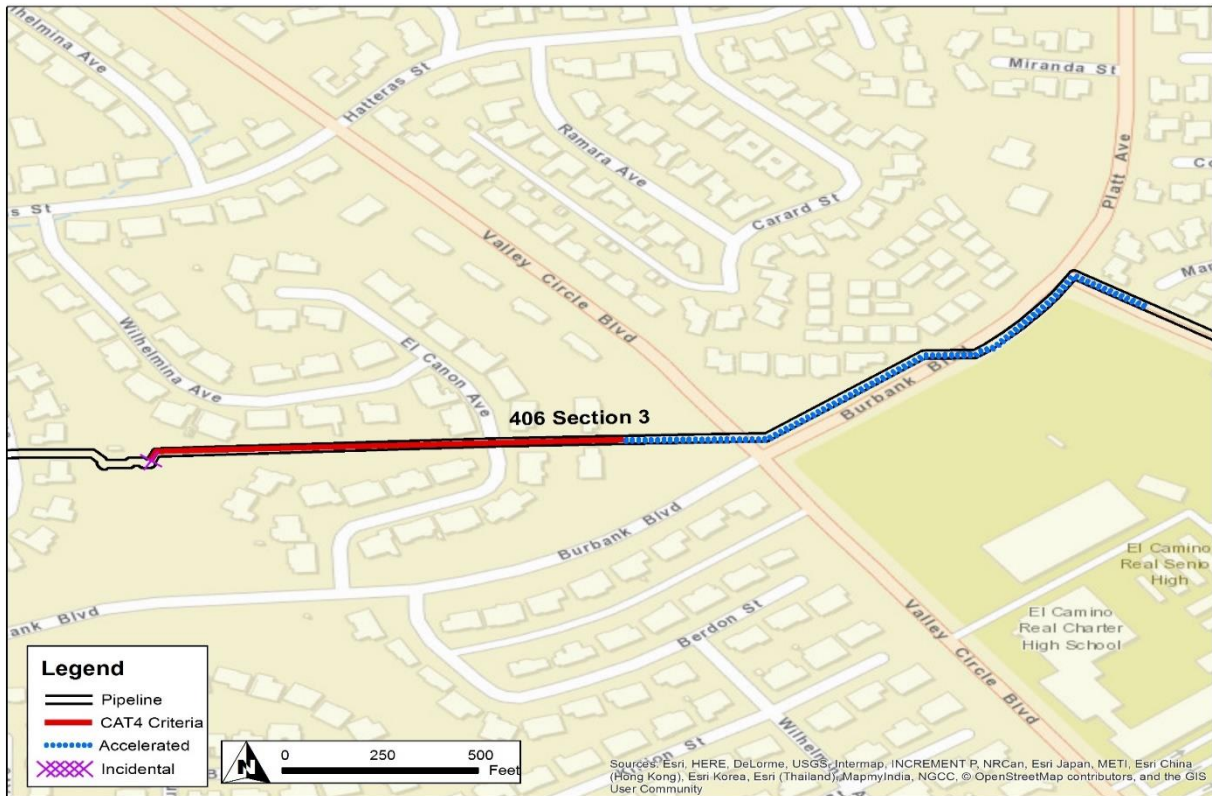 Wilhelmina Ave
Hatteras St
Miranda St
Ramara Ave
Platt Ave
Carard St
Valley Circle Blvd
Wilhelmina Ave
El Canon Ave
406 Section 3
Burbank
Burbank Blvd
El Camino
Real Senio
High
El Camino
Real Charter
High School
Berdon St
Valley Circle Blvd
ank Blvd
St
Legend
Pipeline
CAT4 Criteria
Accelerated
Incidental
N
0 250 500
Feet
Sources: Esri, HERE, DeLorme, USGS, Intermap, INCREMENT P, NRCan, Esri Japan, METI, Esri China
(Hong Kong), Esri Korea, Esri (Thailand), MapmyIndia, NGCC, © OpenStreetMap contributors, and the GIS
User Community